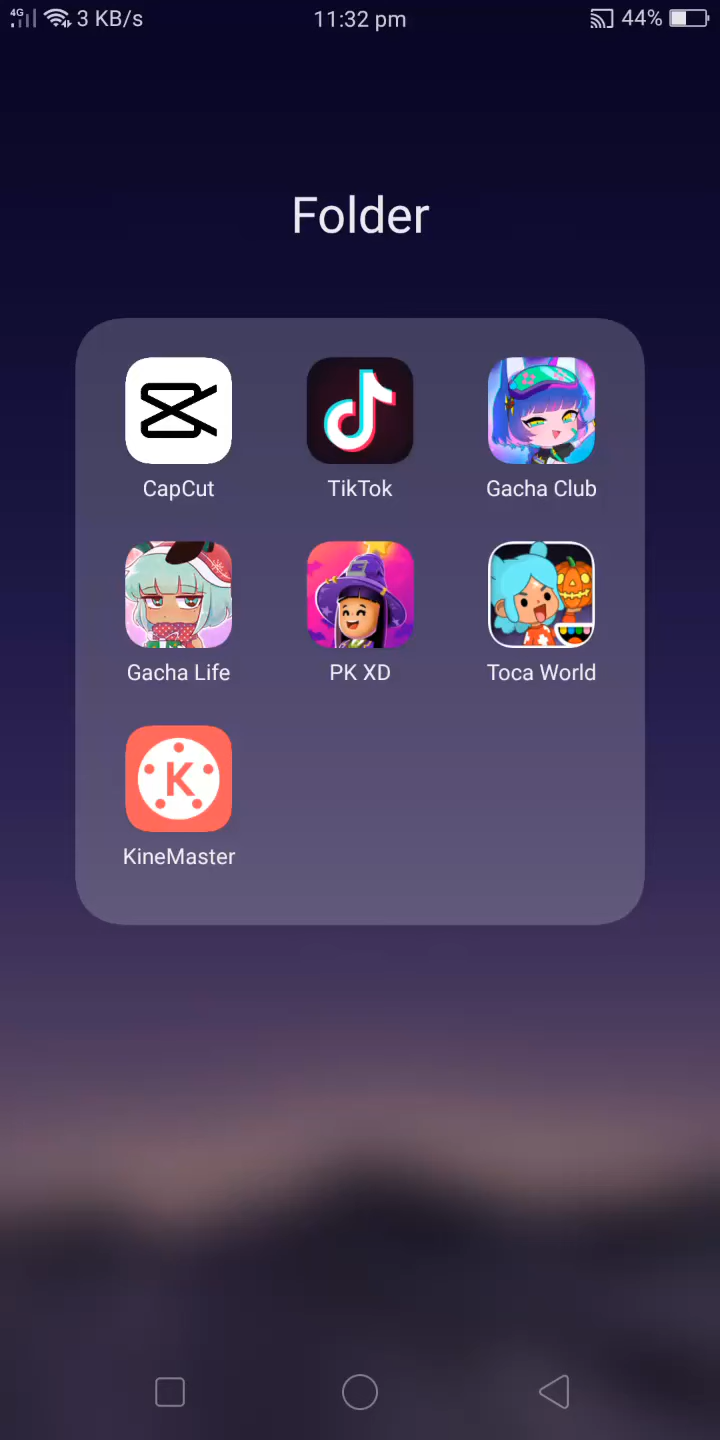 4G 3 KB/s 11:32 pm 44%
Folder
CapCut TikTok Gacha Club
Gacha Life PK XD Toca World
K
KineMaster